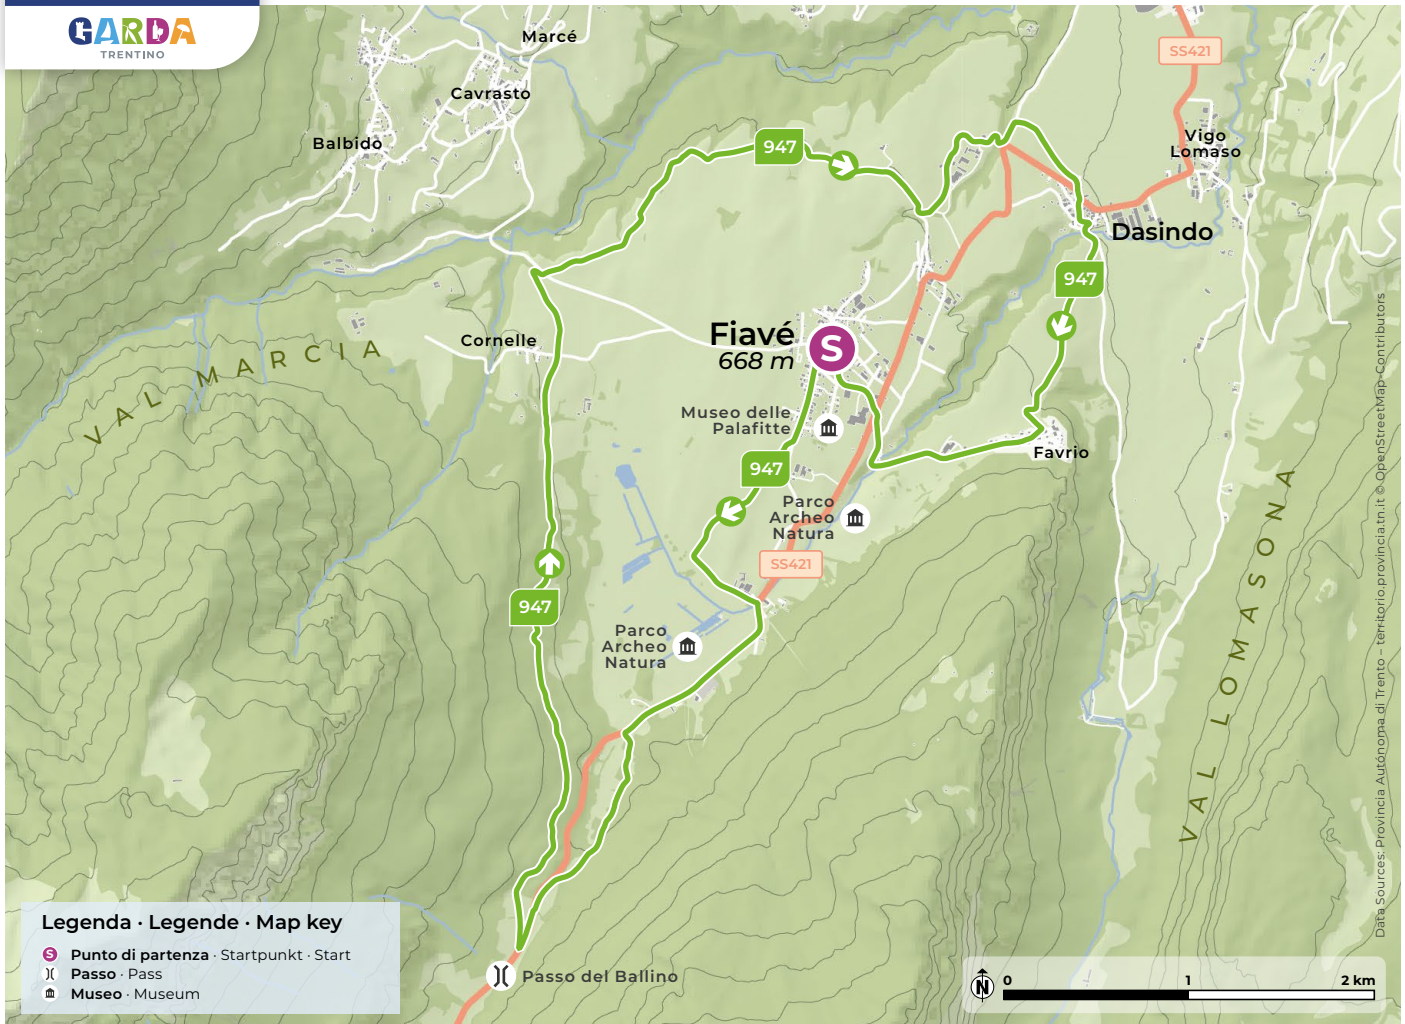 GARDA
TRENTINO
Marcé
SS421
Cavrasto
Balbido
947
Vigo
Lomaso
Dasindo
947
VAL MARCIA
Cornelle
Fiavé
668 m
S
Museo delle
Palafitte
Favrio
947
Parco
Archeo
Natura
SS421
947
Parco
Archeo
Natura
VAL LOMASONA
Data Sources: Provincia Autónoma di Trento – territorio.provincia.tn.it © OpenStreetMap-Contributors
Legenda · Legende · Map key
S Punto di partenza · Startpunkt · Start
Passo · Pass
Museo · Museum
Passo del Ballino
N
0 1 2 km